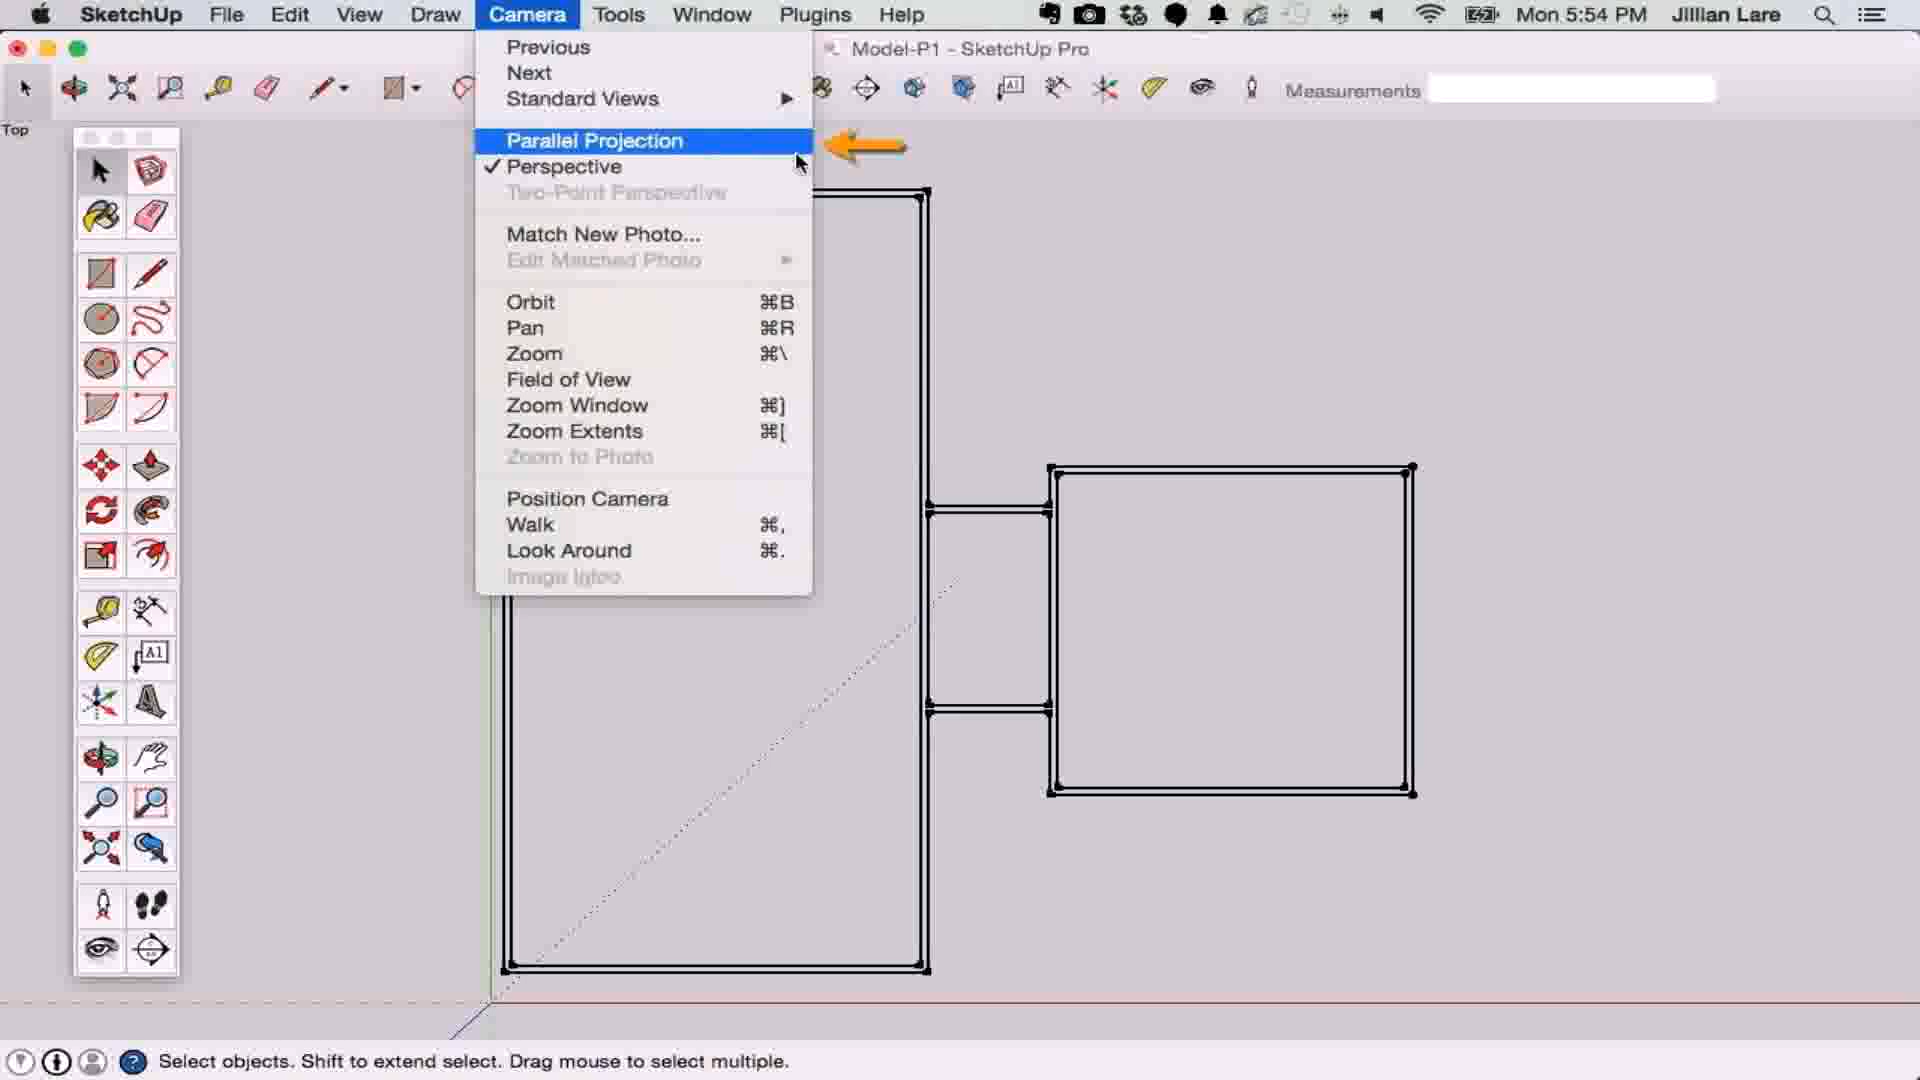 SketchUp File Edit View Draw Camera Tools Window Plugins Help Mon 5:54 PM Jillian Lare
Model-P1 - SketchUp Pro
Measurements
Top
Previous
Next
Standard Views
Parallel Projection
Perspective
Two-Point Perspective
Match New Photo...
Edit Matched Photo
Orbit ⌘B
Pan ⌘R
Zoom ⌘\
Field of View
Zoom Window ⌘]
Zoom Extents ⌘[
Zoom to Photo
Position Camera
Walk ⌘,
Look Around ⌘.
Image Igloo
A1
A1
Select objects. Shift to extend select. Drag mouse to select multiple.